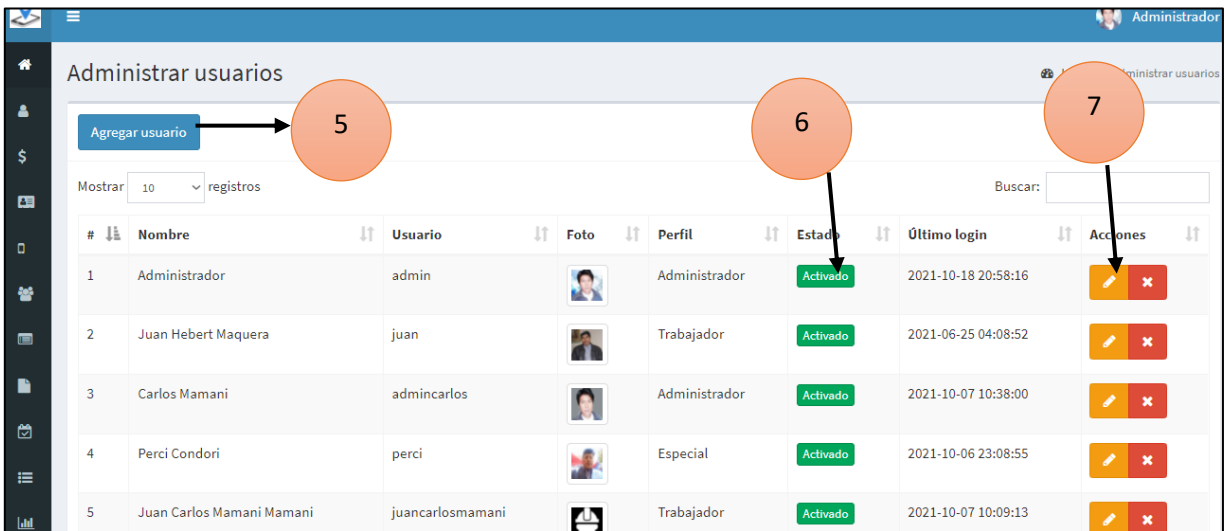 Administrador
Administrar usuarios
ministrar usuarios
Agregar usuario
5
6
7
Mostrar 10 registros
Buscar:
# Nombre Usuario Foto Perfil Estado Último login Acciones
1 Administrador admin Administrador Activado 2021-10-18 20:58:16
2 Juan Hebert Maquera juan Trabajador Activado 2021-06-25 04:08:52
3 Carlos Mamani admincarlos Administrador Activado 2021-10-07 10:38:00
4 Perci Condori perci Especial Activado 2021-10-06 23:08:55
5 Juan Carlos Mamani Mamani juancarlosmamani Trabajador Activado 2021-10-07 10:09:13